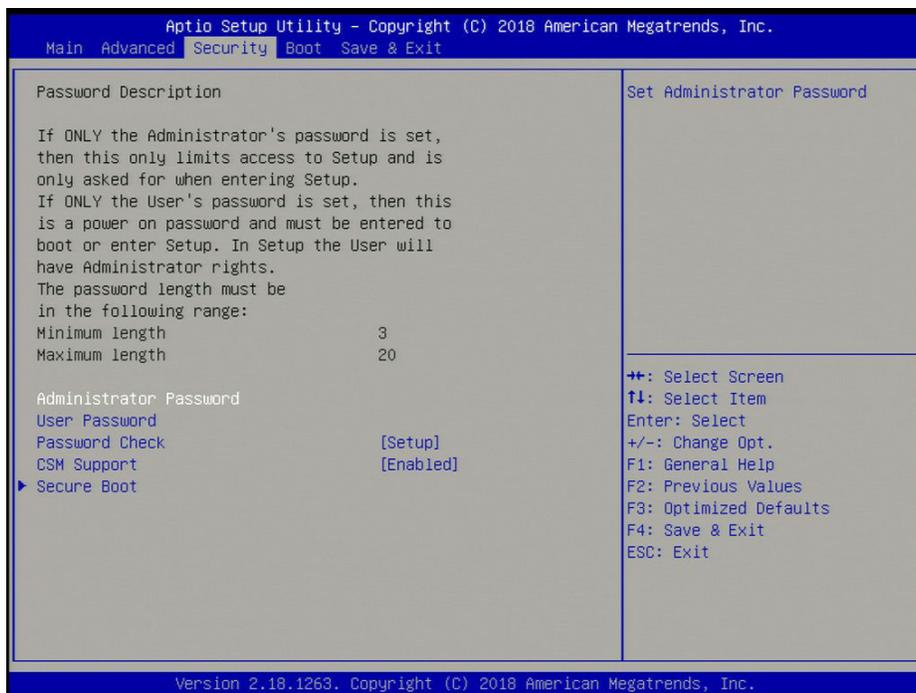 Aptio Setup Utility – Copyright (C) 2018 American Megatrends, Inc.
Main Advanced Security Boot Save & Exit
Password Description
If ONLY the Administrator's password is set,
then this only limits access to Setup and is
only asked for when entering Setup.
If ONLY the User's password is set, then this
is a power on password and must be entered to
boot or enter Setup. In Setup the User will
have Administrator rights.
The password length must be
in the following range:
Minimum length 3
Maximum length 20
Administrator Password
User Password
Password Check [Setup]
CSM Support [Enabled]
Secure Boot
Set Administrator Password
→←: Select Screen
↑↓: Select Item
Enter: Select
+/-: Change Opt.
F1: General Help
F2: Previous Values
F3: Optimized Defaults
F4: Save & Exit
ESC: Exit
Version 2.18.1263. Copyright (C) 2018 American Megatrends, Inc.